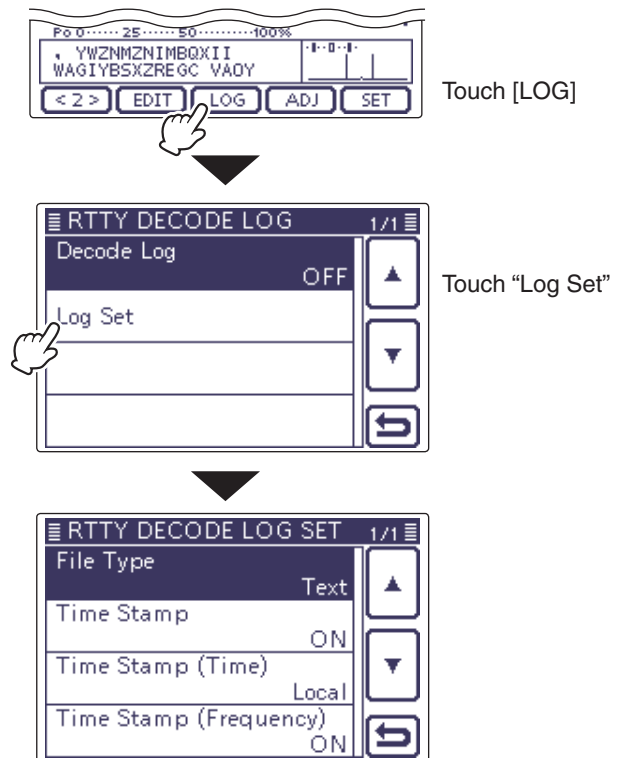 Po 0 ······ 25 ······ 50 ·········· 100%
, YWZNMZNIMBQXII
WAGIYBSXZREGC VAOY
< 2 > EDIT LOG ADJ SET
Touch [LOG]
RTTY DECODE LOG 1/1
Decode Log
OFF
Log Set
Touch “Log Set”
RTTY DECODE LOG SET 1/1
File Type
Text
Time Stamp
ON
Time Stamp (Time)
Local
Time Stamp (Frequency)
ON